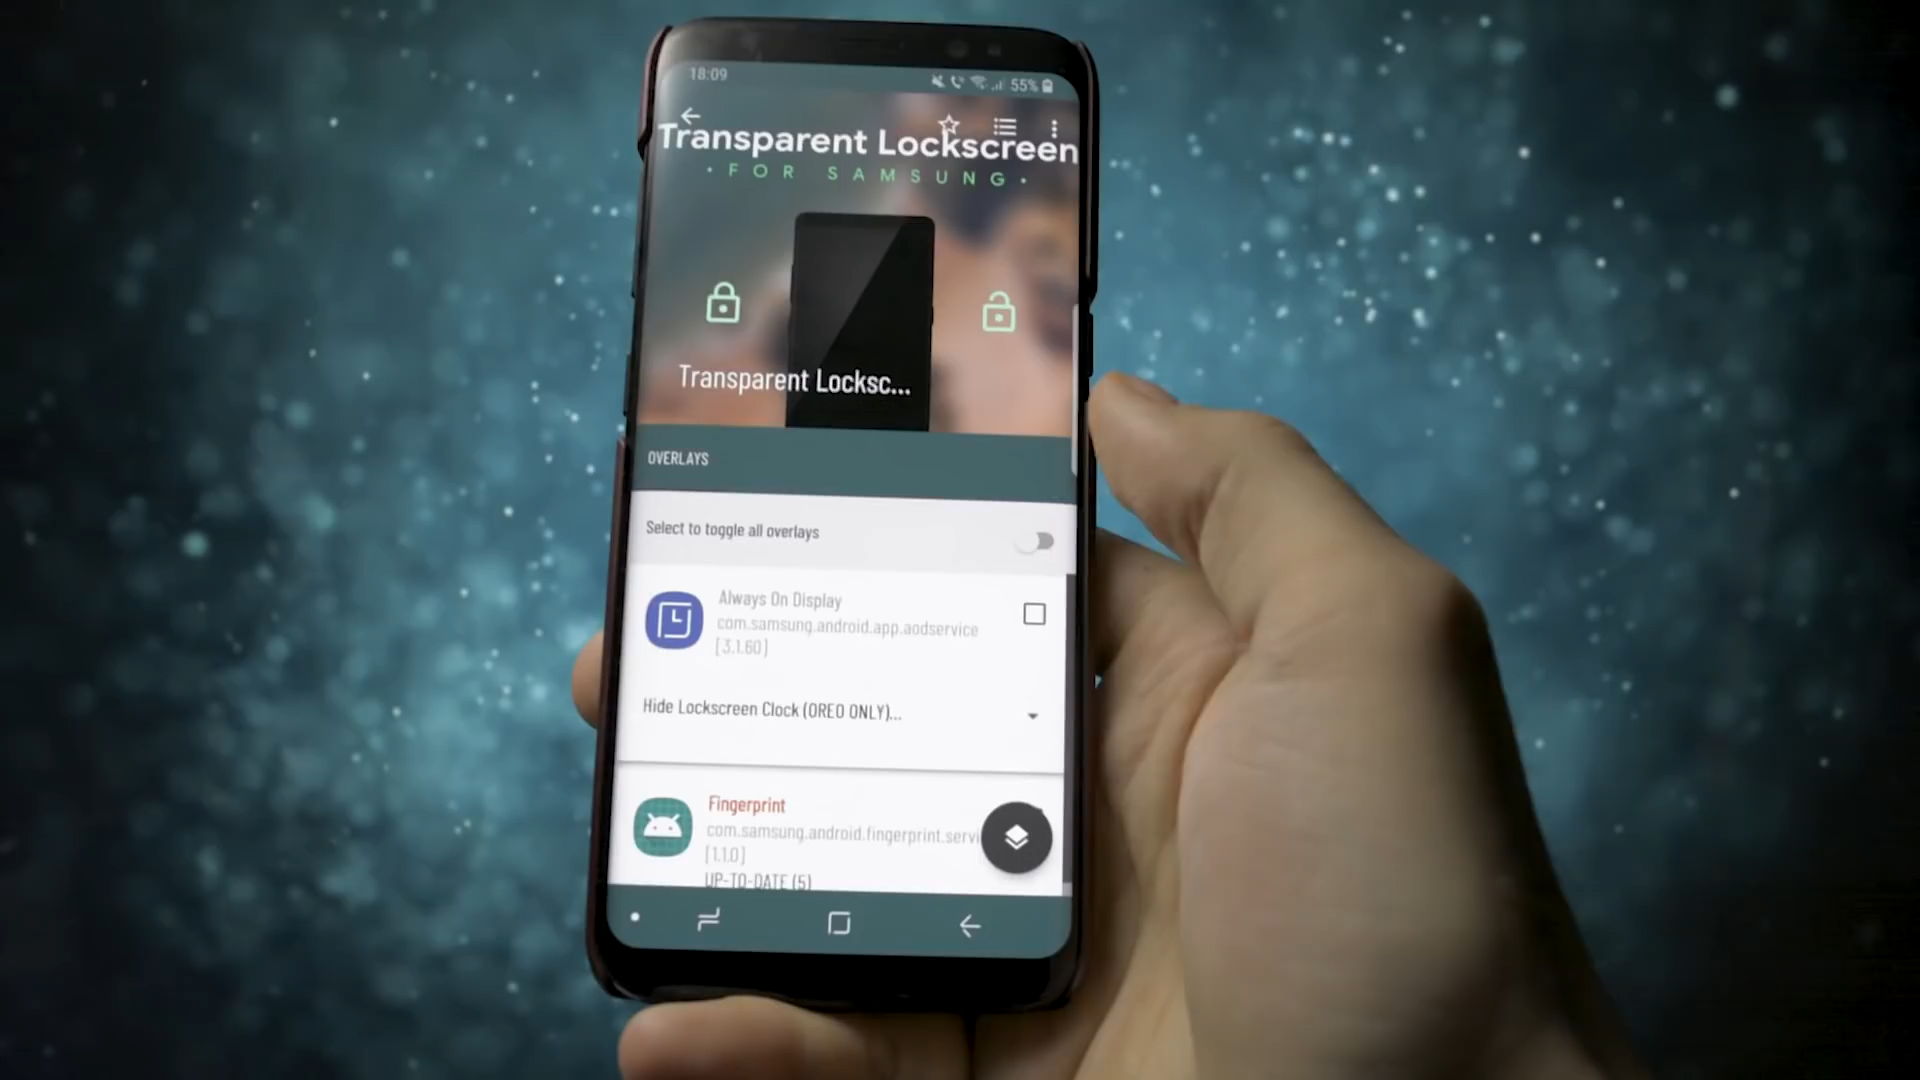 18:09
55%
Transparent Lockscreen
• FOR SAMSUNG •
Transparent Locksc...
OVERLAYS
Select to toggle all overlays
Always On Display
com.samsung.android.app.aodservice
[3.1.60]
Hide Lockscreen Clock (OREO ONLY)...
Fingerprint
com.samsung.android.fingerprint.servi
[1.1.0]
UP-TO-DATE (5)